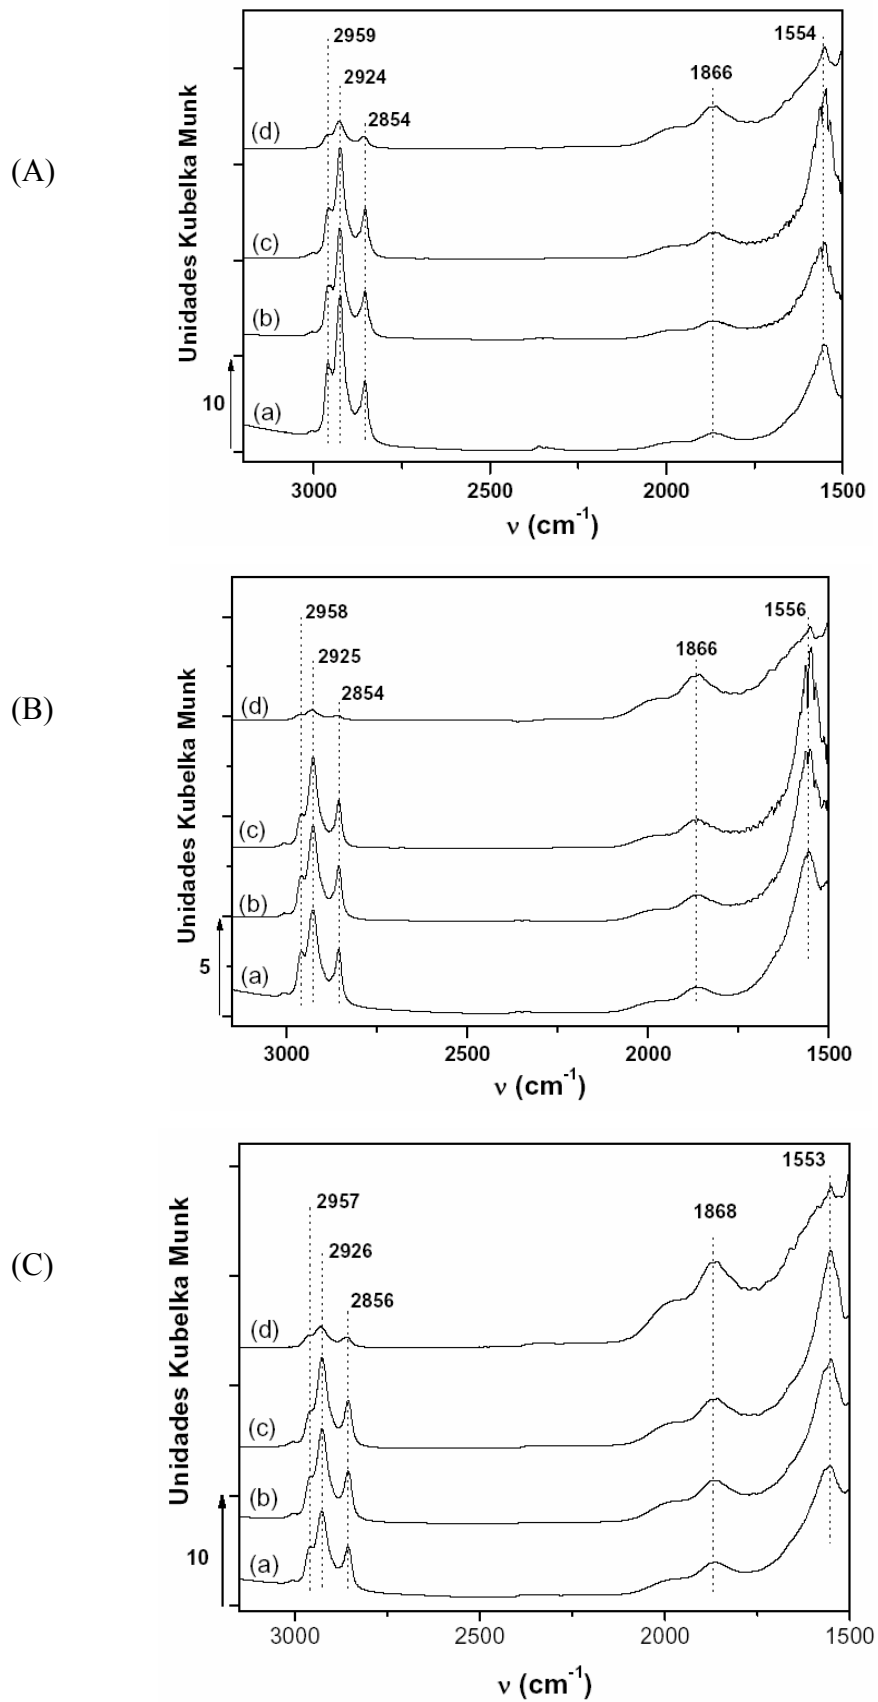 (A)
Unidades Kubelka Munk
10
2959
2924
2854
1866
1554
(d)
(c)
(b)
(a)
3000 2500 2000 1500
ν (cm⁻¹)
(B)
Unidades Kubelka Munk
5
2958
2925
2854
1866
1556
(d)
(c)
(b)
(a)
3000 2500 2000 1500
ν (cm⁻¹)
(C)
Unidades Kubelka Munk
10
2957
2926
2856
1868
1553
(d)
(c)
(b)
(a)
3000 2500 2000 1500
ν (cm⁻¹)